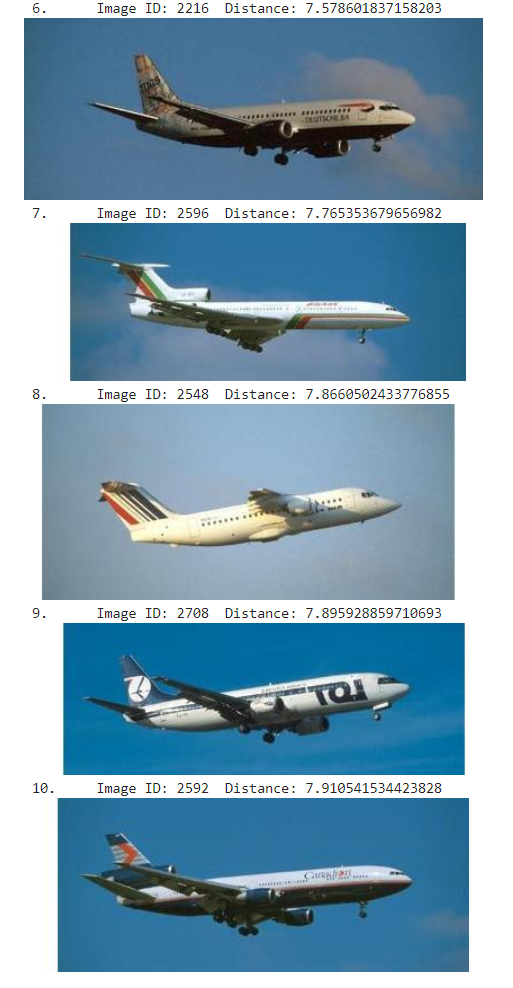 6. Image ID: 2216 Distance: 7.578601837158203
DEUTSCHE BA
7. Image ID: 2596 Distance: 7.765353679656982
8. Image ID: 2548 Distance: 7.8660502433776855
9. Image ID: 2708 Distance: 7.895928859710693
10. Image ID: 2592 Distance: 7.910541534423828
Canadian